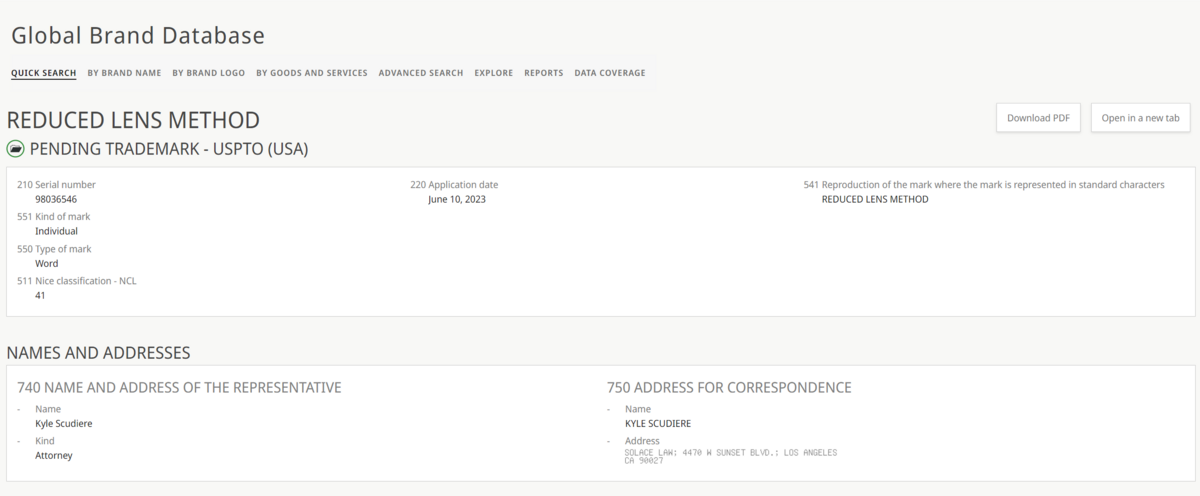 Global Brand Database
QUICK SEARCH BY BRAND NAME BY BRAND LOGO BY GOODS AND SERVICES ADVANCED SEARCH EXPLORE REPORTS DATA COVERAGE
REDUCED LENS METHOD
Download PDF Open in a new tab
PENDING TRADEMARK - USPTO (USA)
210 Serial number
98036546
551 Kind of mark
Individual
550 Type of mark
Word
511 Nice classification - NCL
41
220 Application date
June 10, 2023
541 Reproduction of the mark where the mark is represented in standard characters
REDUCED LENS METHOD
NAMES AND ADDRESSES
740 NAME AND ADDRESS OF THE REPRESENTATIVE
- Name
Kyle Scudiere
- Kind
Attorney
750 ADDRESS FOR CORRESPONDENCE
- Name
KYLE SCUDIERE
- Address
SOLACE LAW; 4470 W SUNSET BLVD.; LOS ANGELES
CA 90027